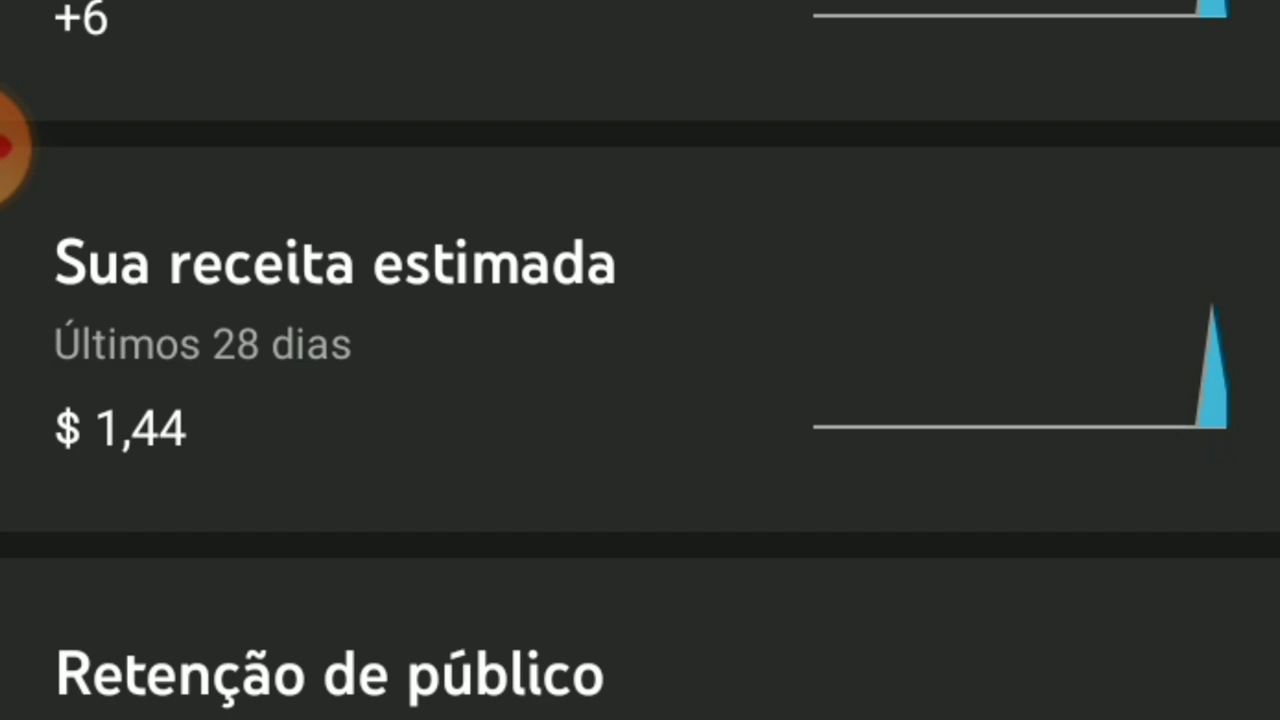 +6
Sua receita estimada
Últimos 28 dias
$ 1,44
Retenção de público